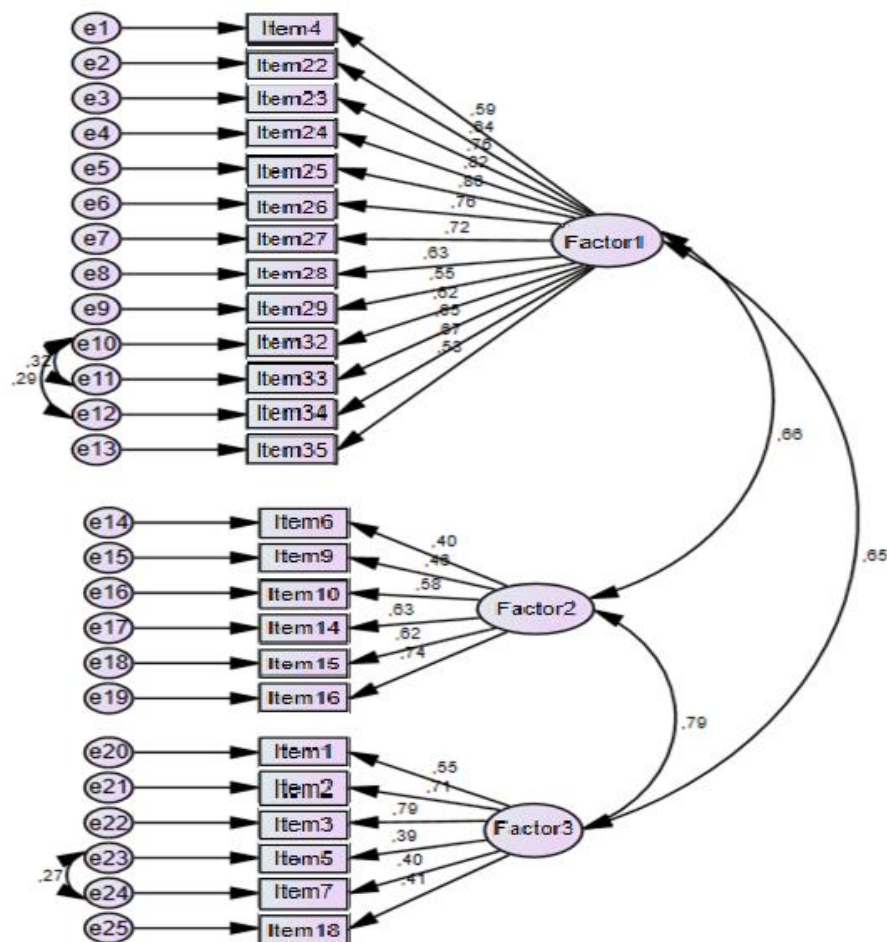 e1 Item4
e2 Item22
e3 Item23
e4 Item24
e5 Item25
e6 Item26
e7 Item27
e8 Item28
e9 Item29
e10 Item32
e11 Item33
e12 Item34
e13 Item35
,59
,76
,72
,63
,55
,62
,53
Factor1
,32
,29
,66
,65
e14 Item6
e15 Item9
e16 Item10
e17 Item14
e18 Item15
e19 Item16
,40
,58
,63
,62
,74
Factor2
,79
e20 Item1
e21 Item2
e22 Item3
e23 Item5
e24 Item7
e25 Item18
,55
,71
,79
,39
,40
,41
Factor3
,27